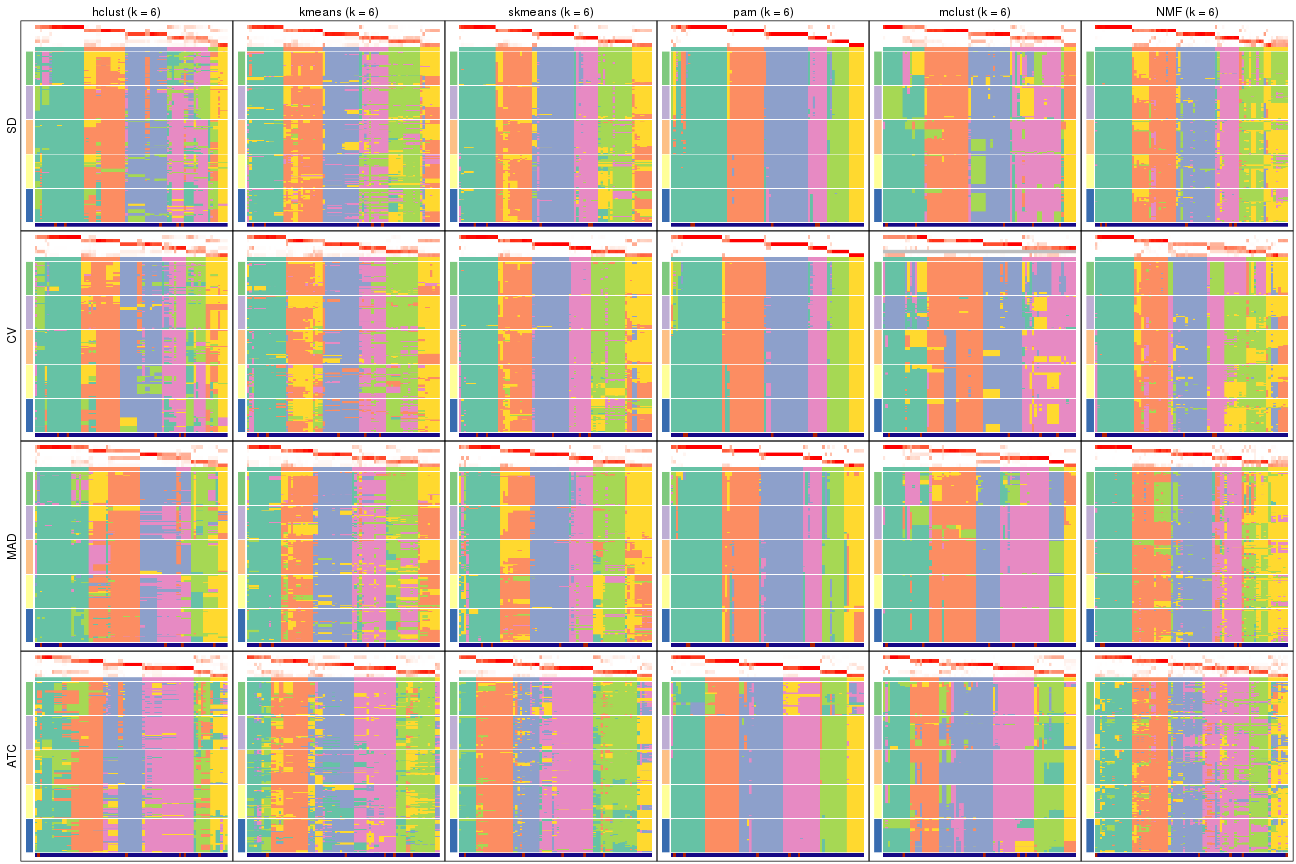 hclust (k = 6) kmeans (k = 6) skmeans (k = 6) pam (k = 6) mclust (k = 6) NMF (k = 6)
SD
CV
MAD
ATC